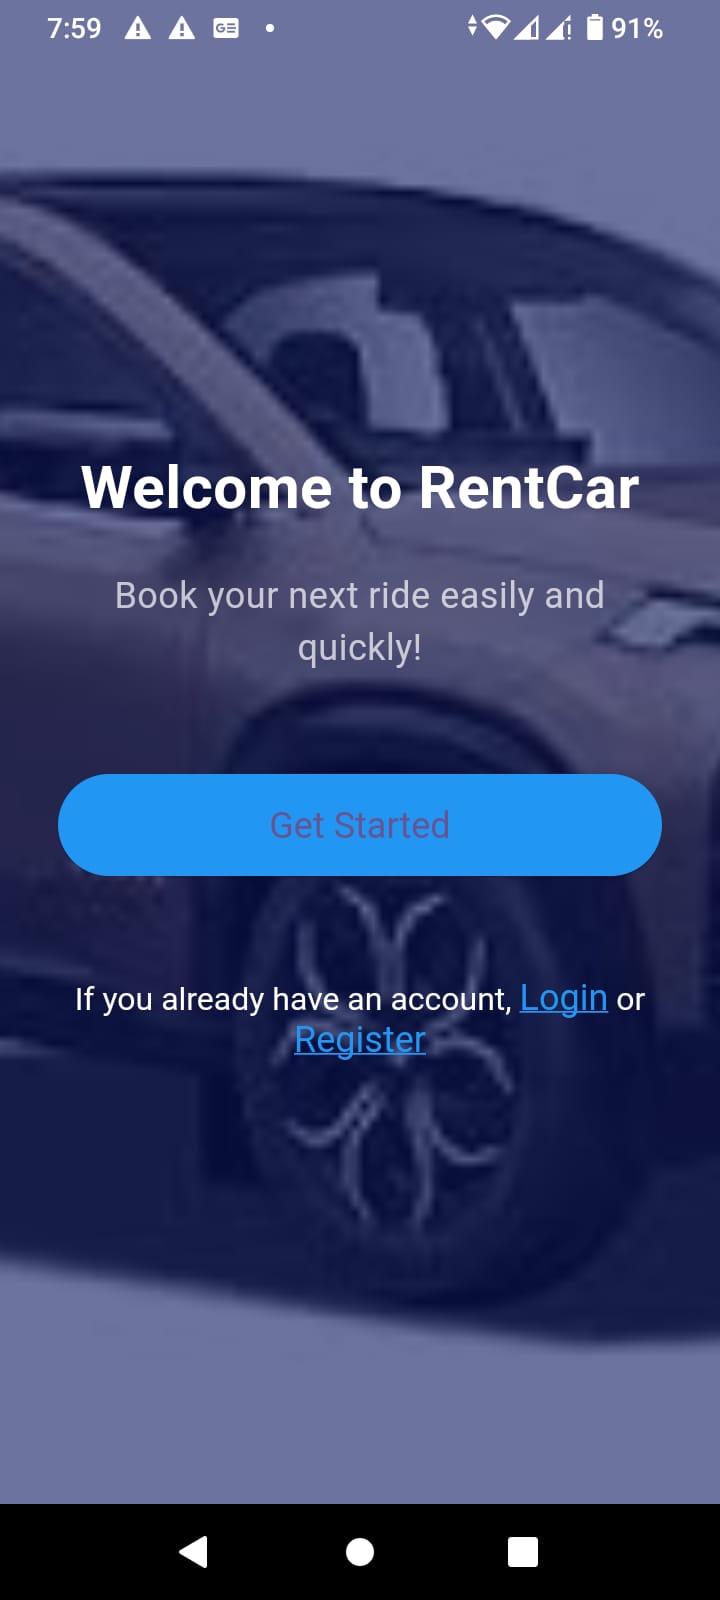 7:59 GE 91%
Welcome to RentCar
Book your next ride easily and
quickly!
Get Started
If you already have an account, Login or
Register